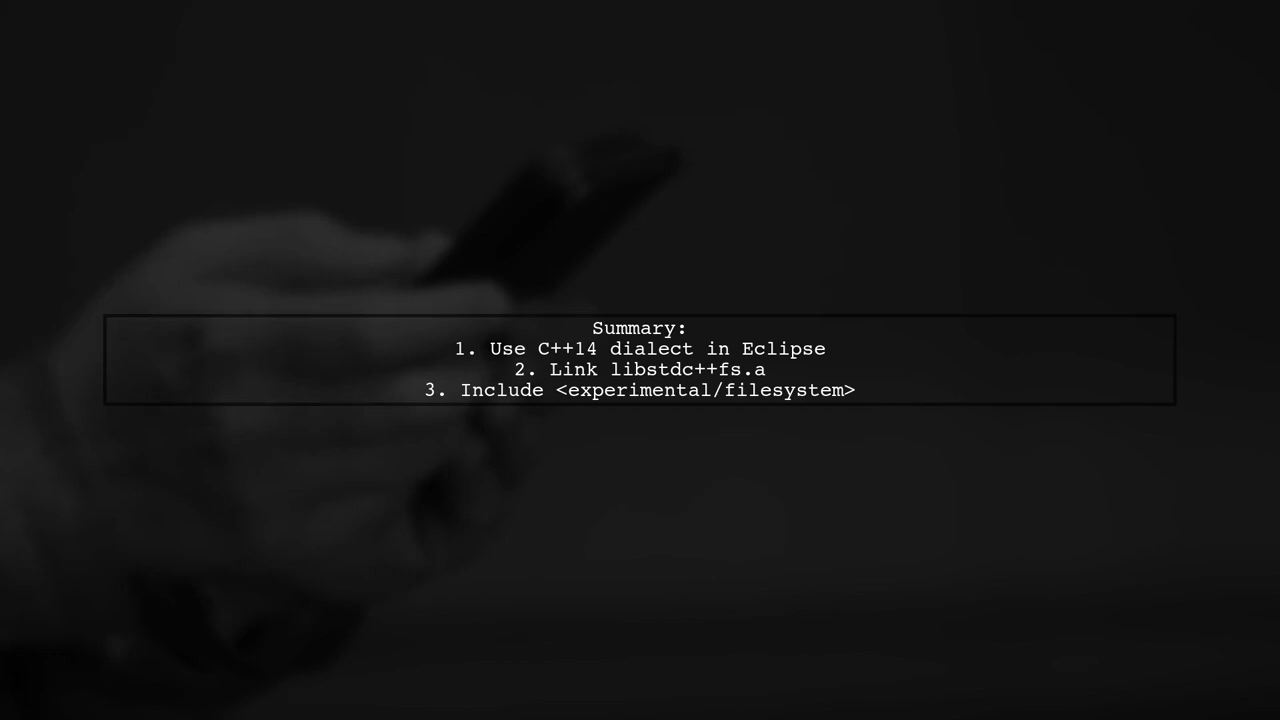 Summary:
1. Use C++14 dialect in Eclipse
2. Link libstdc++fs.a
3. Include <experimental/filesystem>